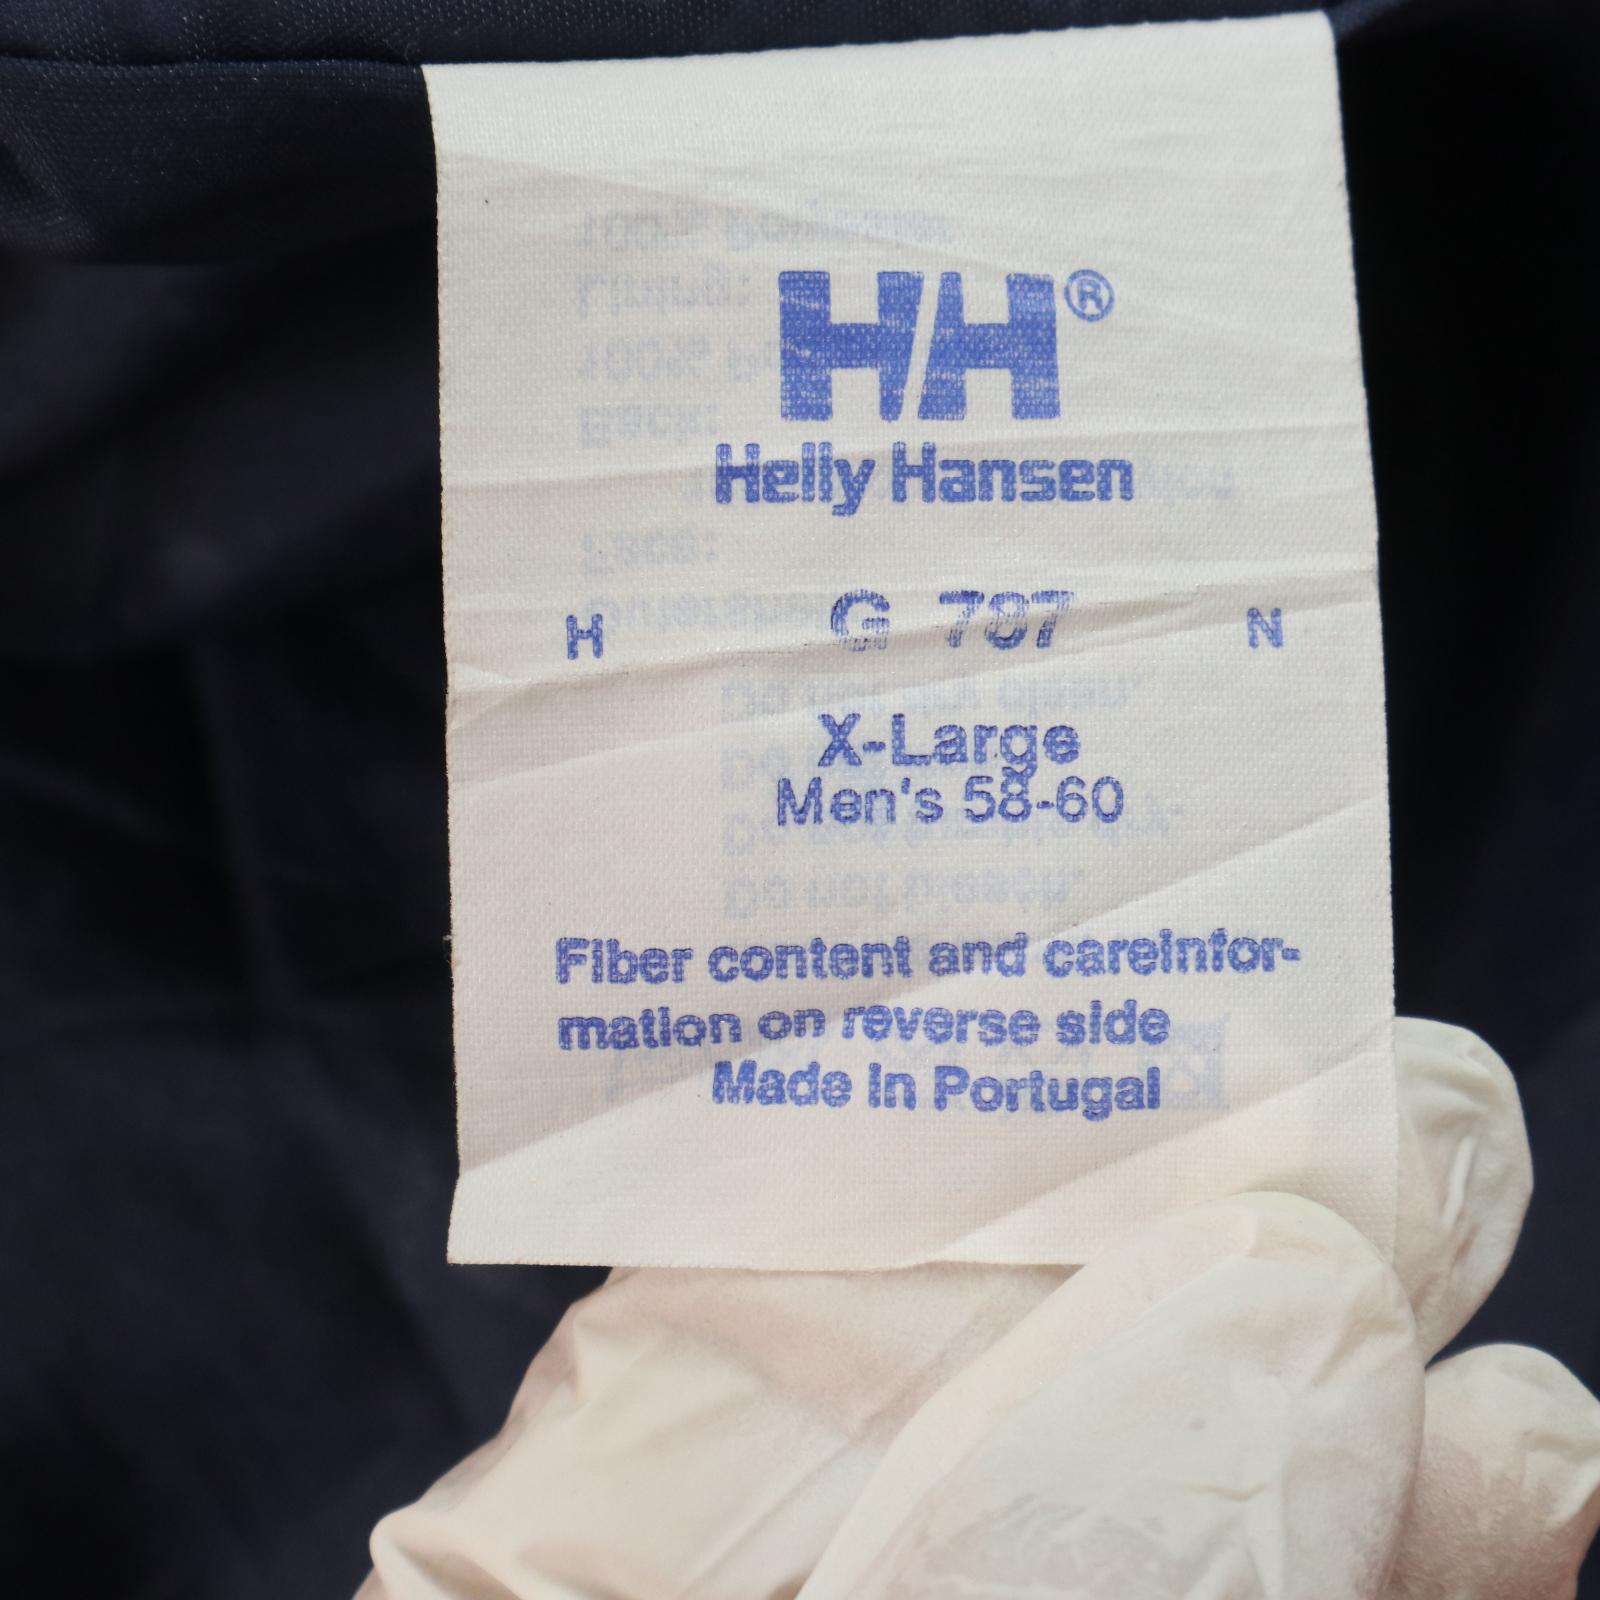 HH®
Helly Hansen
H G 787 N
X-Large
Men's 58-60
Fiber content and careinfor-
mation on reverse side
Made in Portugal